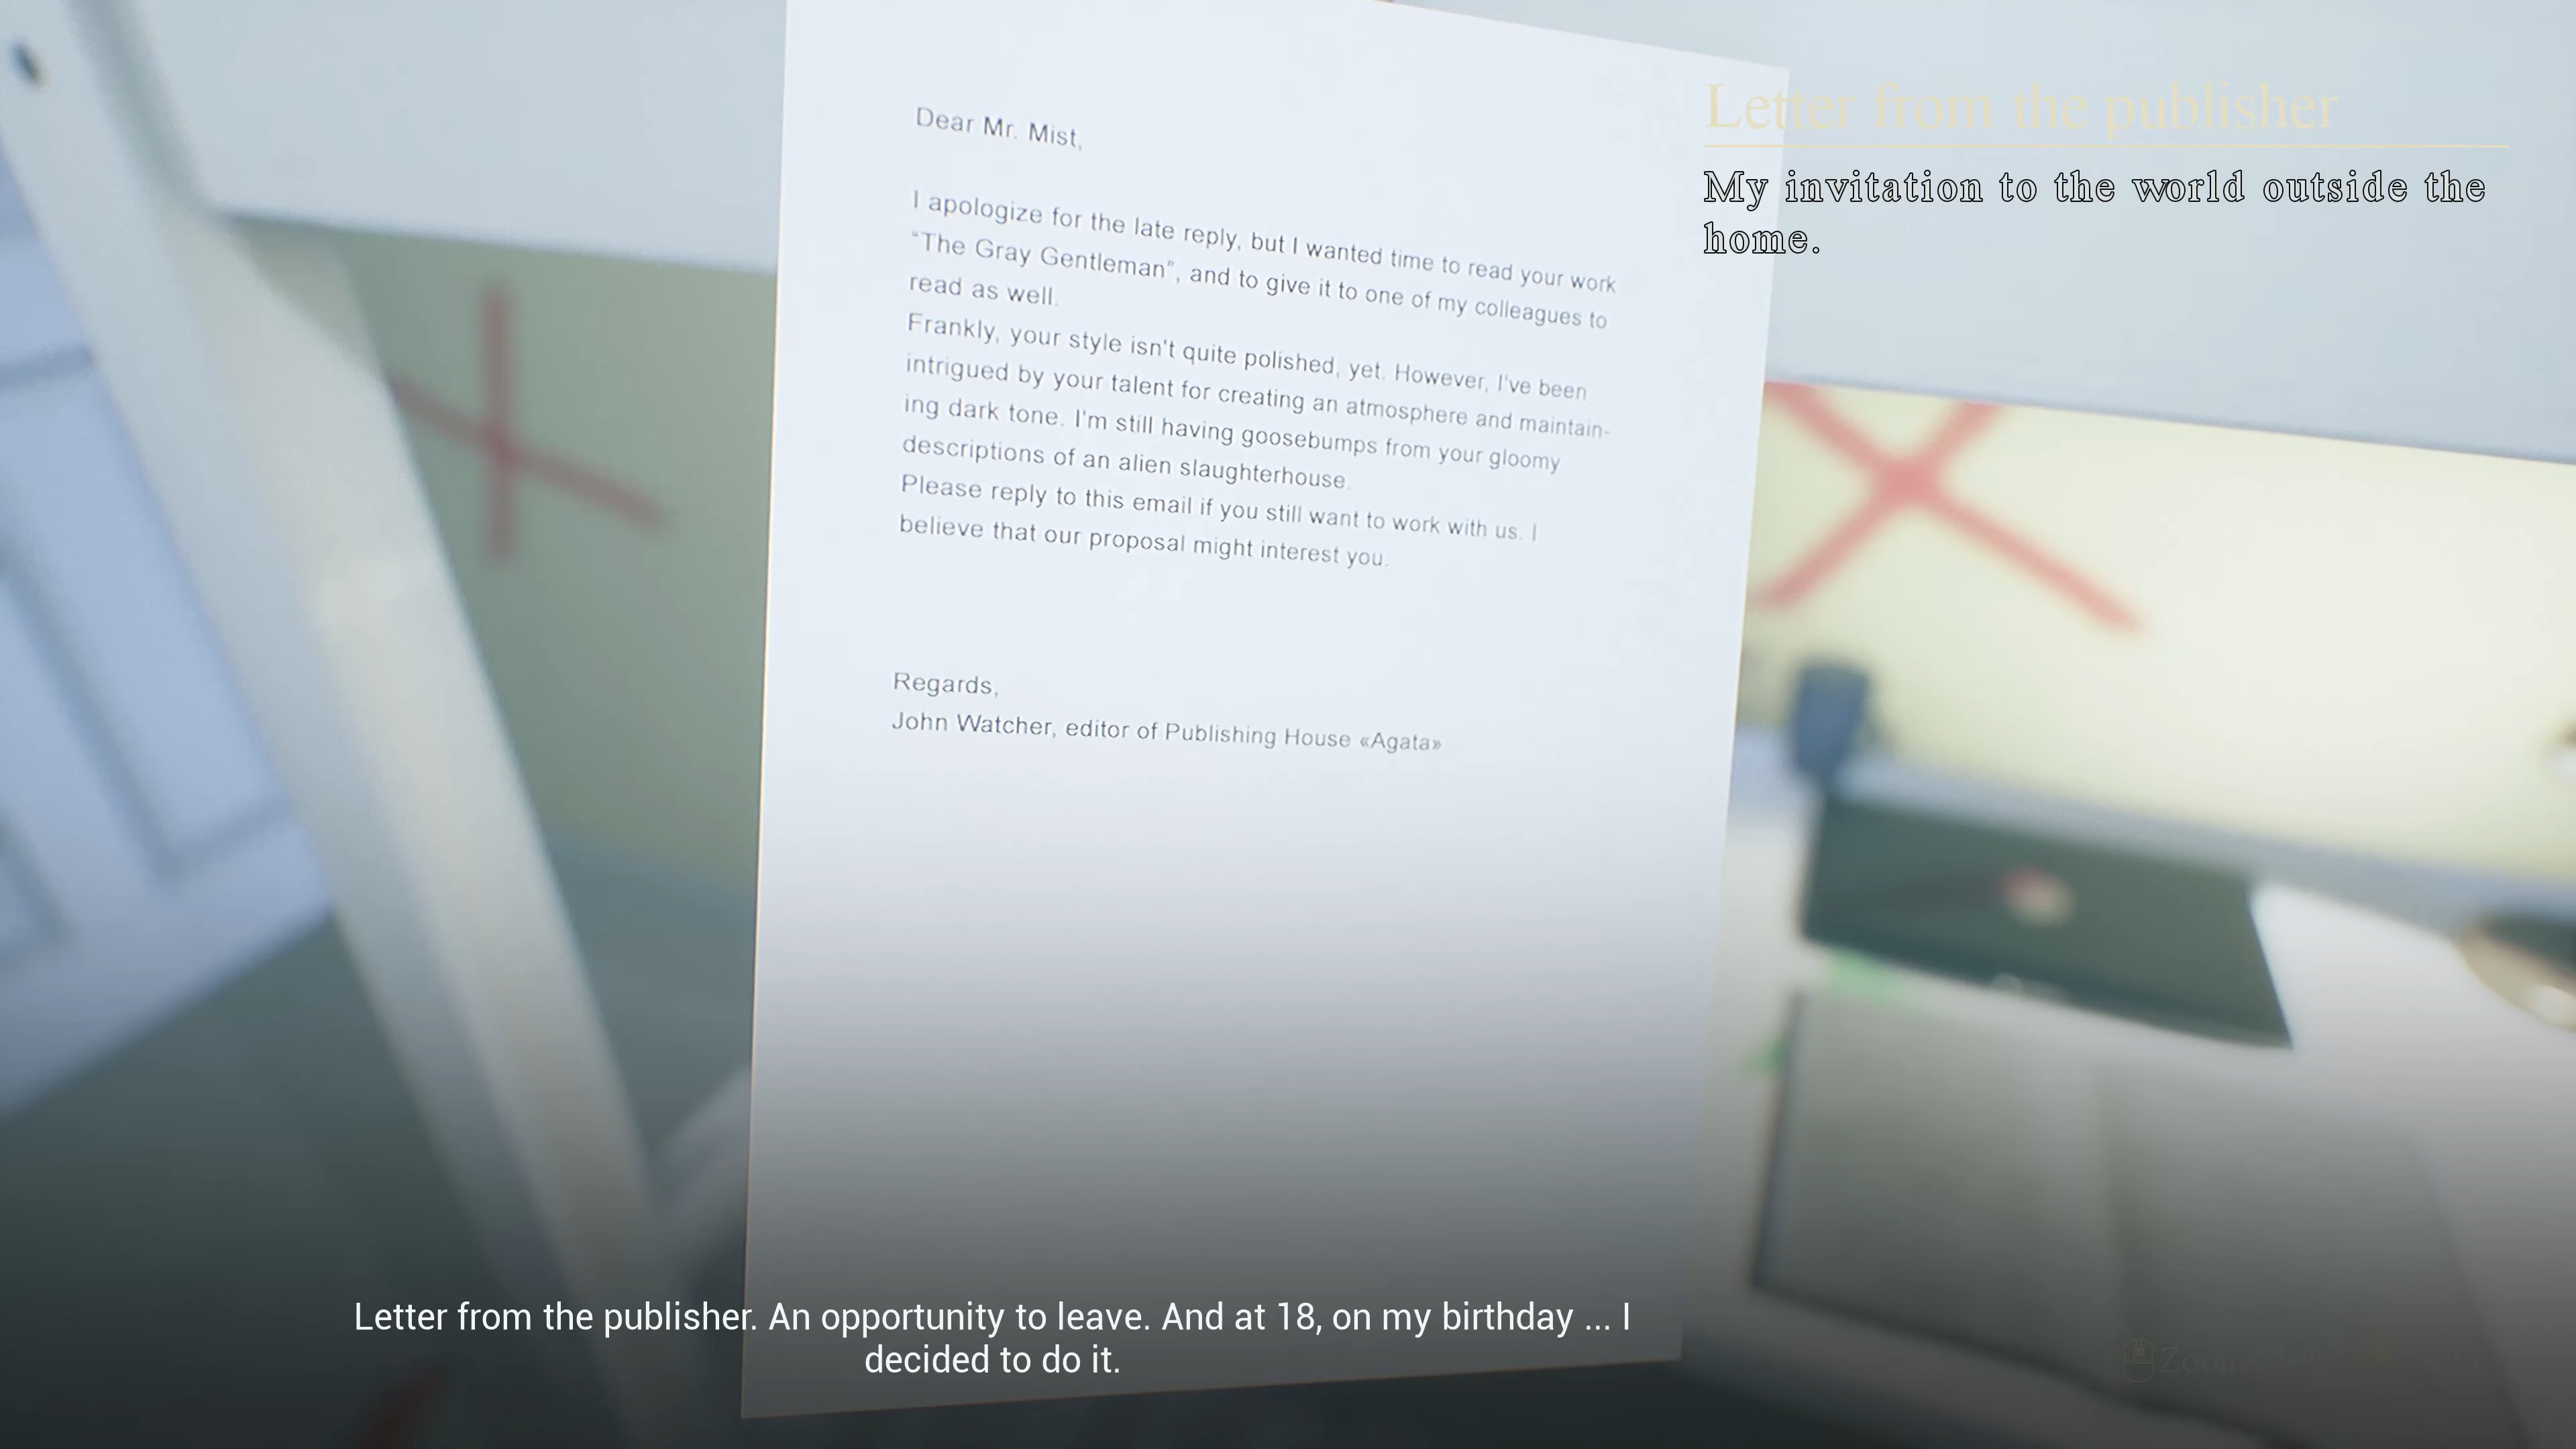 Letter from the publisher
My invitation to the world outside the
home.
Dear Mr. Mist,
I apologize for the late reply, but I wanted time to read your work
“The Gray Gentleman”, and to give it to one of my colleagues to
read as well.
Frankly, your style isn't quite polished, yet. However, I've been
intrigued by your talent for creating an atmosphere and maintain-
ing dark tone. I'm still having goosebumps from your gloomy
descriptions of an alien slaughterhouse.
Please reply to this email if you still want to work with us. I
believe that our proposal might interest you.
Regards,
John Watcher, editor of Publishing House «Agata»
Letter from the publisher. An opportunity to leave. And at 18, on my birthday ... I
decided to do it.
Zoom